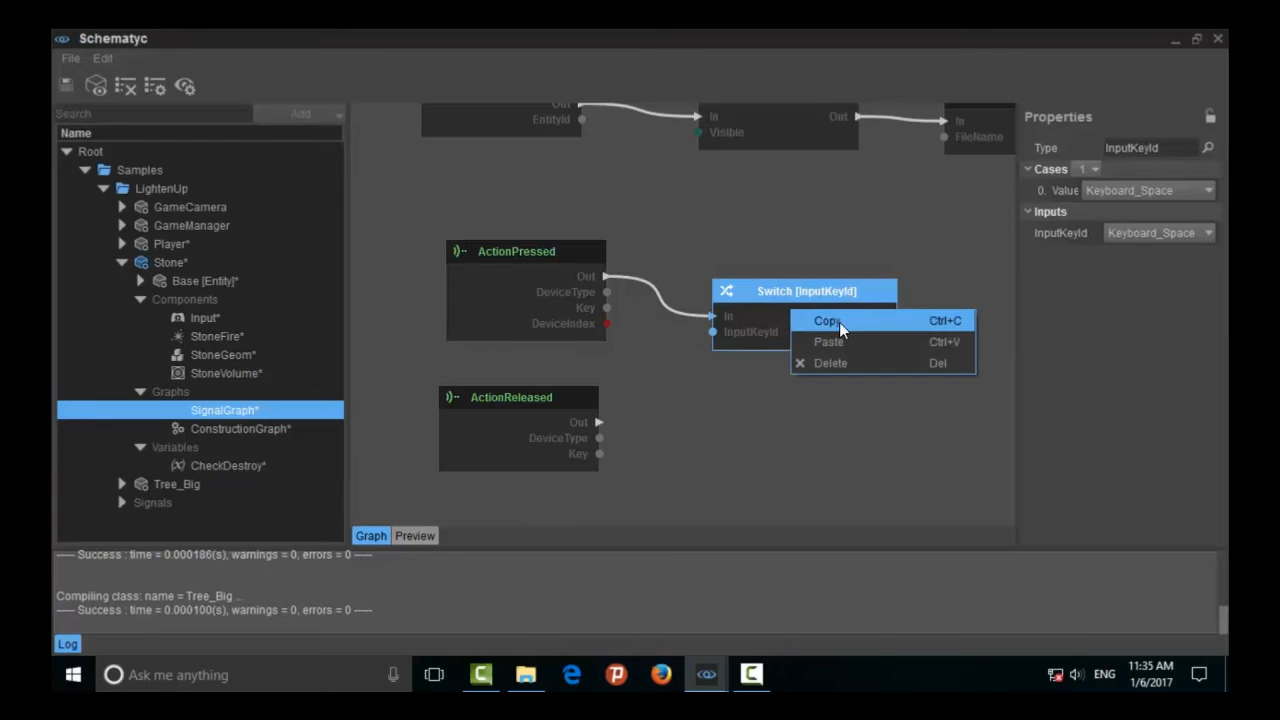 Schematyc
File Edit
Search Add
Name
Root
Samples
LightenUp
GameCamera
GameManager
Player*
Stone*
Base [Entity]*
Components
Input*
StoneFire*
StoneGeom*
StoneVolume*
Graphs
SignalGraph*
ConstructionGraph*
Variables
(x) CheckDestroy*
Tree_Big
Signals
Out
EntityId
In Out
Visible
In
FileName
ActionPressed
Out
DeviceType
Key
DeviceIndex
Switch [InputKeyId]
In
InputKeyId
Copy Ctrl+C
Paste Ctrl+V
Delete Del
ActionReleased
Out
DeviceType
Key
Graph Preview
Properties
Type InputKeyId
Cases 1
0. Value Keyboard_Space
Inputs
InputKeyId Keyboard_Space
----- Success : time = 0.000186(s), warnings = 0, errors = 0 -----
Compiling class: name = Tree_Big ...
----- Success : time = 0.000100(s), warnings = 0, errors = 0 -----
Log
Ask me anything
ENG
11:35 AM
1/6/2017